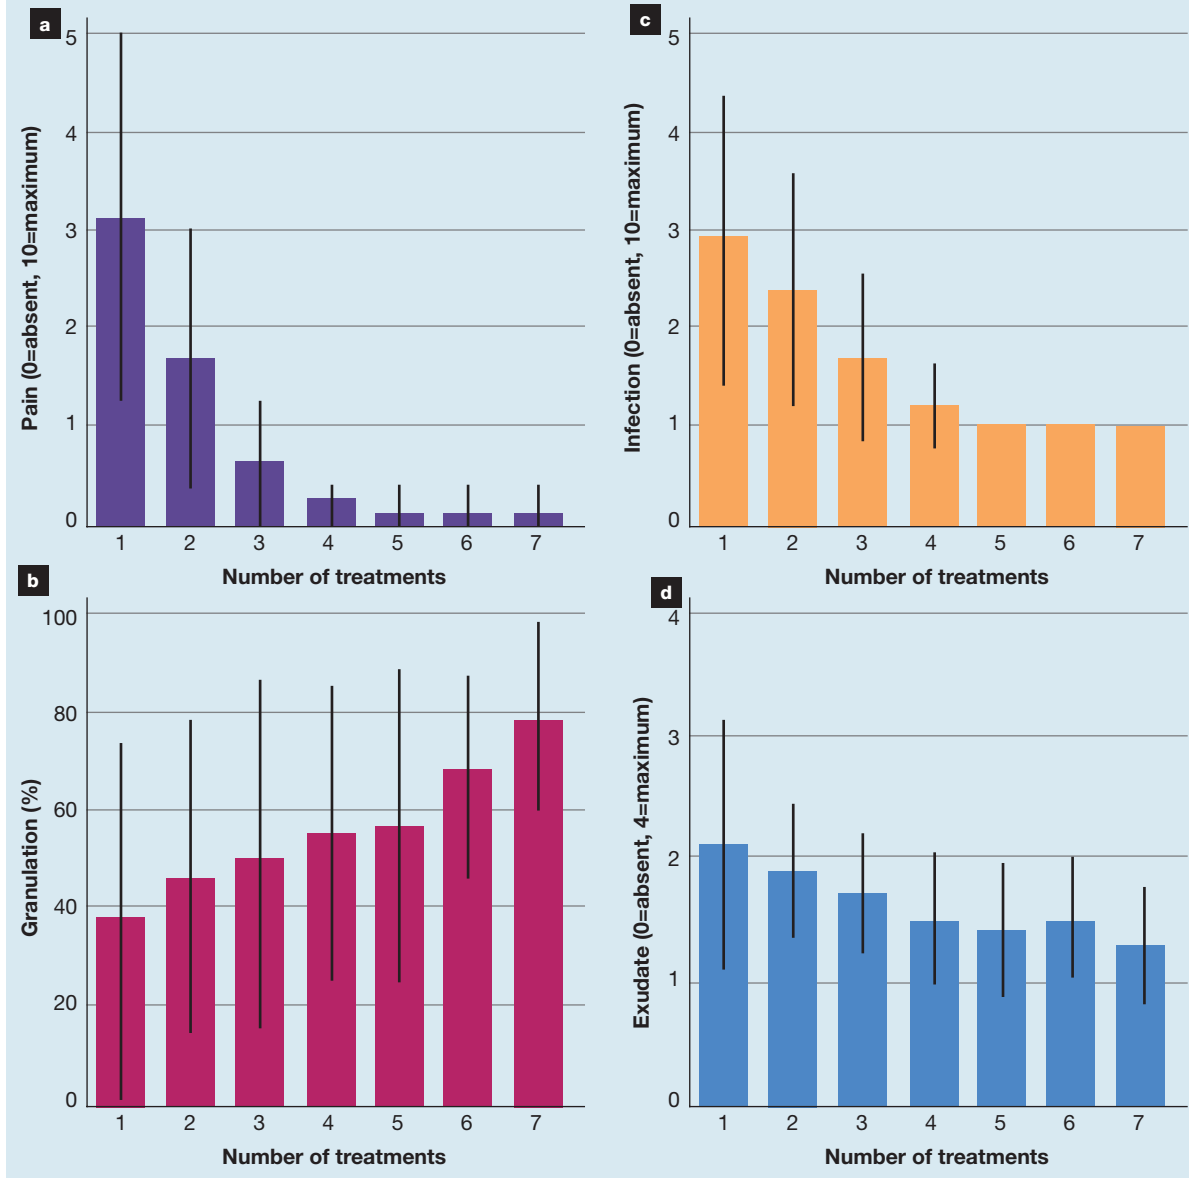 a
5
4
3
2
1
0
Pain (0=absent, 10=maximum)
1 2 3 4 5 6 7
Number of treatments
c
5
4
3
2
1
0
Infection (0=absent, 10=maximum)
1 2 3 4 5 6 7
Number of treatments
b
100
80
60
40
20
0
Granulation (%)
1 2 3 4 5 6 7
Number of treatments
d
4
3
2
1
0
Exudate (0=absent, 4=maximum)
1 2 3 4 5 6 7
Number of treatments